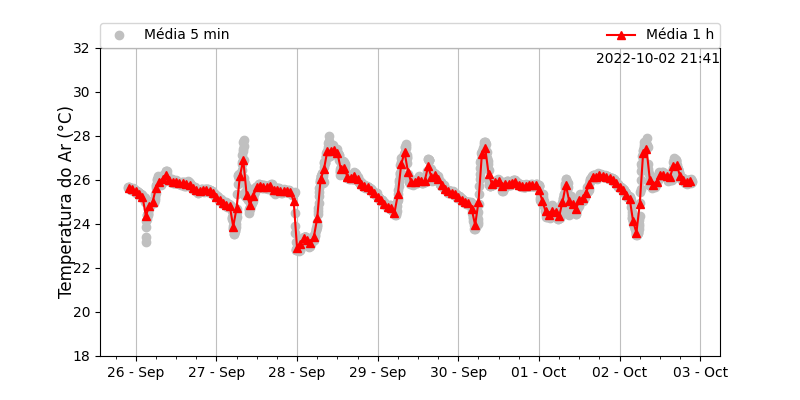 Média 5 min
Média 1 h
2022-10-02 21:41
Temperatura do Ar (°C)
32
30
28
26
24
22
20
18
26 - Sep
27 - Sep
28 - Sep
29 - Sep
30 - Sep
01 - Oct
02 - Oct
03 - Oct